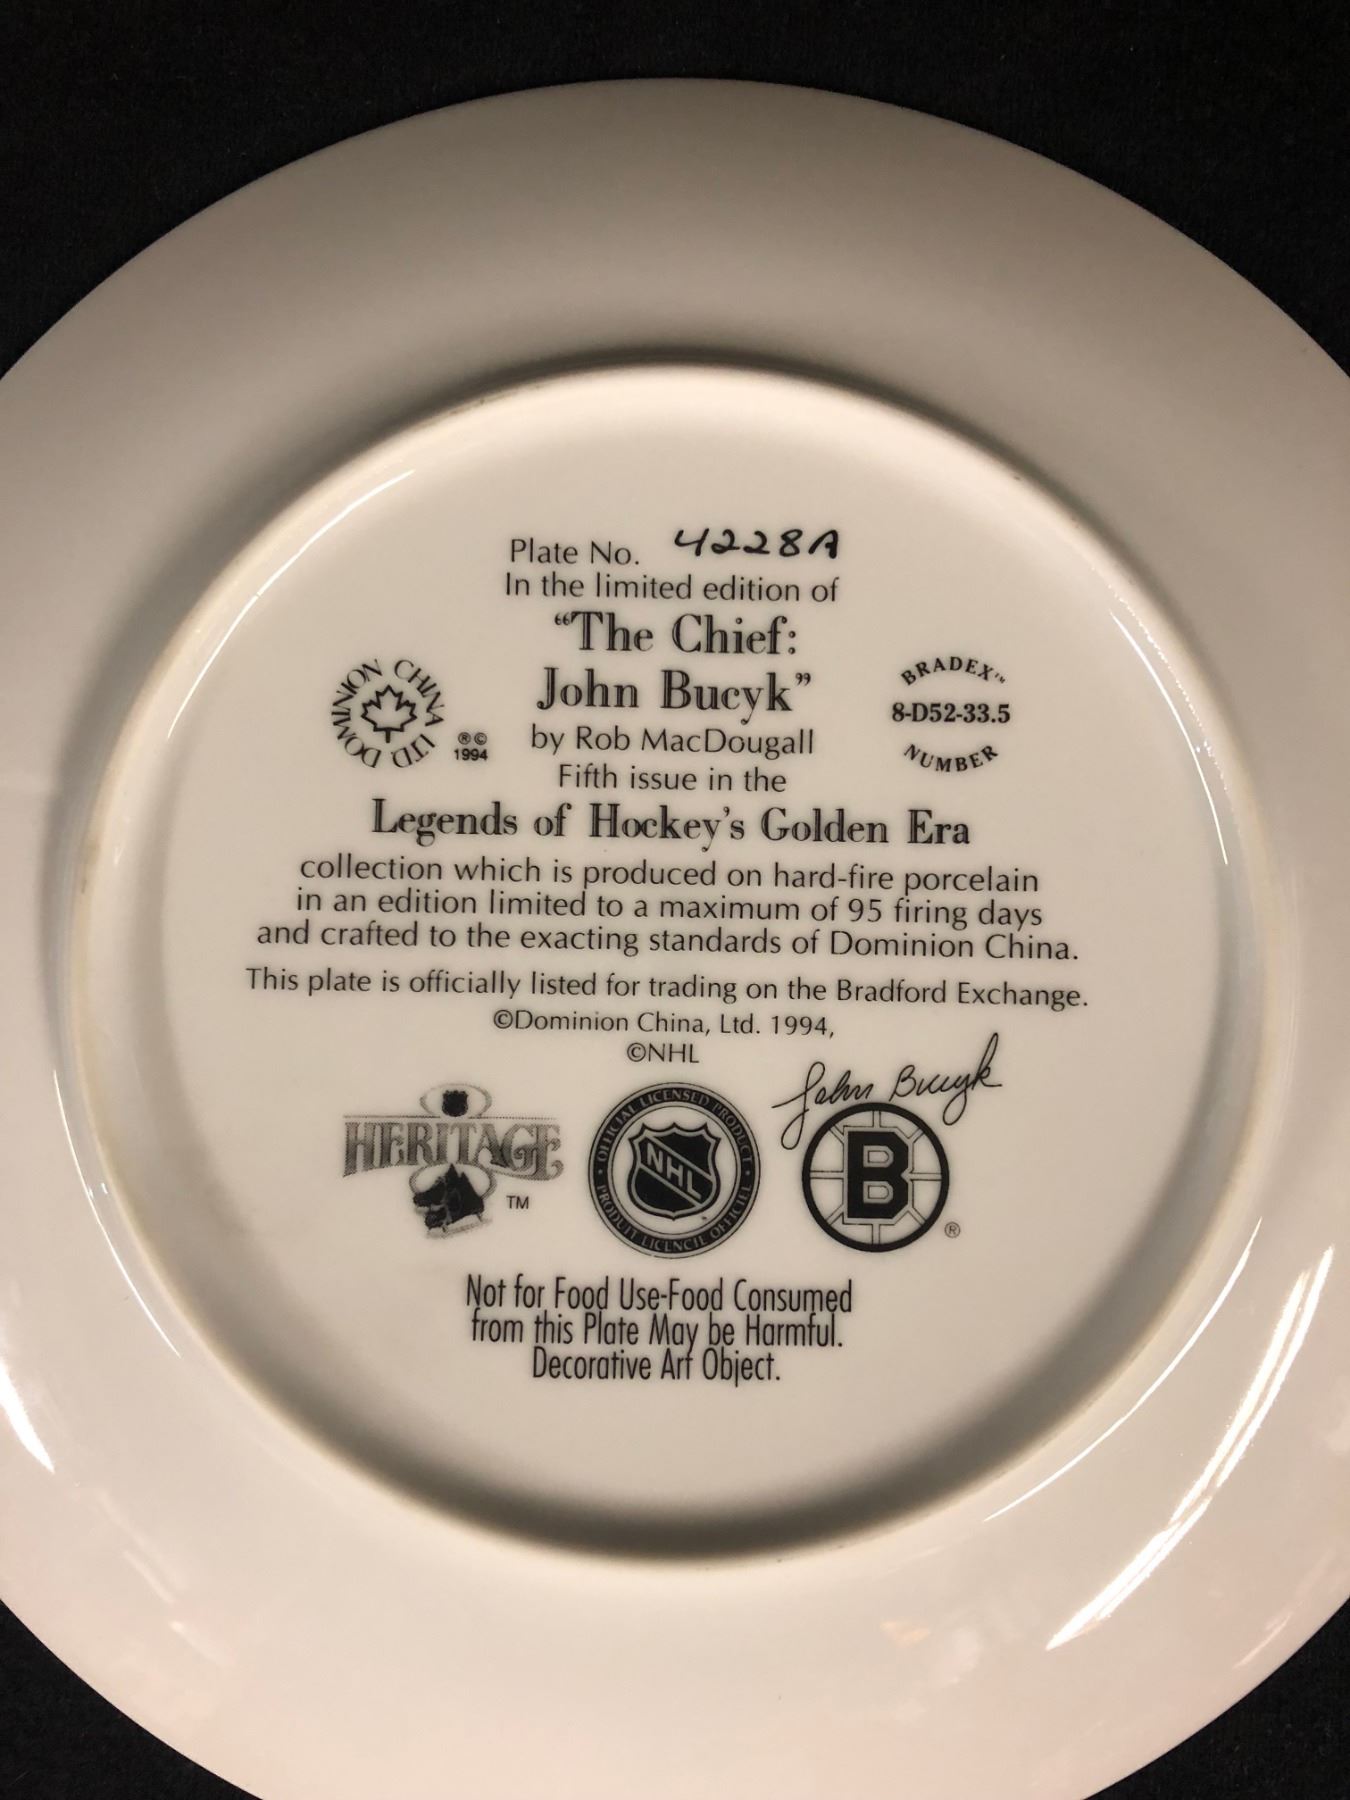 Plate No. 4228A
In the limited edition of
“The Chief:
John Bucyk”
by Rob MacDougall
Fifth issue in the
Legends of Hockey's Golden Era
collection which is produced on hard-fire porcelain
in an edition limited to a maximum of 95 firing days
and crafted to the exacting standards of Dominion China.
This plate is officially listed for trading on the Bradford Exchange.
©Dominion China, Ltd. 1994,
©NHL
DOMINION CHINA LTD.
®©
1994
BRADEX™
8-D52-33.5
NUMBER
HERITAGE
TM
OFFICIAL LICENSED PRODUCT
NHL
PRODUIT LICENCIÉ OFFICIEL
John Bucyk
B
®
Not for Food Use-Food Consumed
from this Plate May be Harmful.
Decorative Art Object.